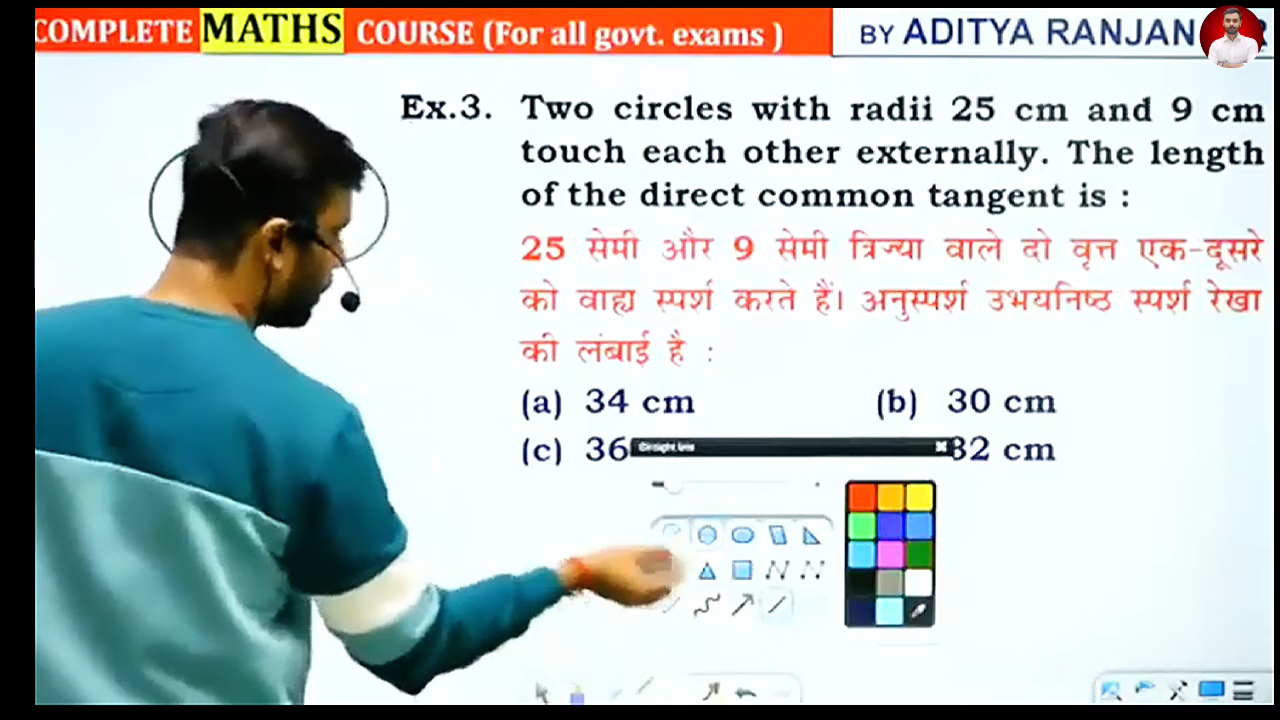 COMPLETE MATHS COURSE (For all govt. exams ) BY ADITYA RANJAN R
Ex.3. Two circles with radii 25 cm and 9 cm
touch each other externally. The length
of the direct common tangent is :
25 सेमी और 9 सेमी त्रिज्या वाले दो वृत्त एक-दूसरे
को वाह्य स्पर्श करते हैं। अनुस्पर्श उभयनिष्ठ स्पर्श रेखा
की लंबाई है :
(a) 34 cm (b) 30 cm
(c) 36 Straight line 32 cm